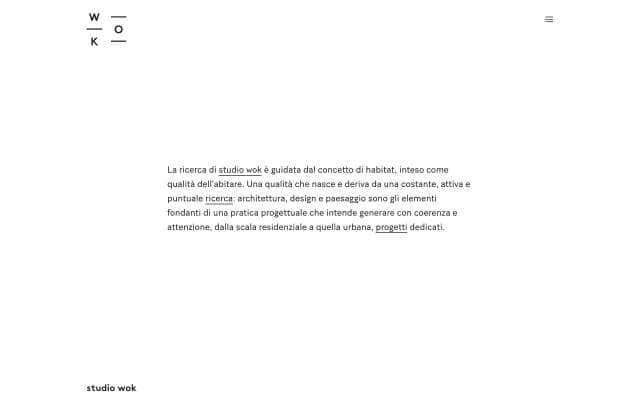 W
O
K
La ricerca di studio wok è guidata dal concetto di habitat, inteso come
qualità dell'abitare. Una qualità che nasce e deriva da una costante, attiva e
puntuale ricerca: architettura, design e paesaggio sono gli elementi
fondanti di una pratica progettuale che intende generare con coerenza e
attenzione, dalla scala residenziale a quella urbana, progetti dedicati.
studio wok